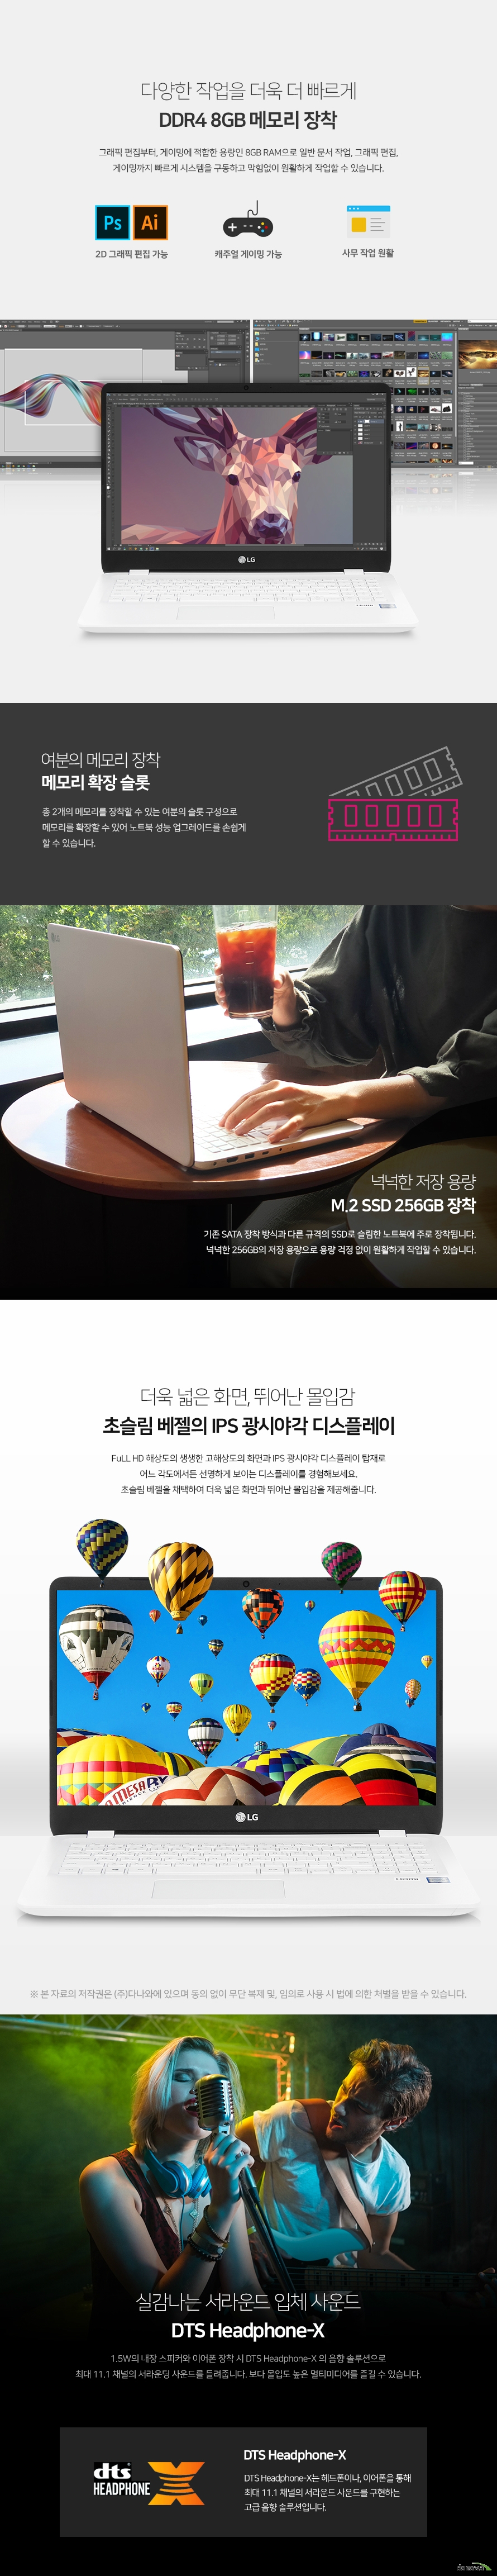 다양한 작업을 더욱 더 빠르게
DDR4 8GB 메모리 장착
그래픽 편집부터, 게이밍에 적합한 용량인 8GB RAM으로 일반 문서 작업, 그래픽 편집,
게이밍까지 빠르게 시스템을 구동하고 막힘없이 원활하게 작업할 수 있습니다.
Ps Ai
2D 그래픽 편집 가능
캐주얼 게이밍 가능
사무 작업 원활
LG
여분의 메모리 장착
메모리 확장 슬롯
총 2개의 메모리를 장착할 수 있는 여분의 슬롯 구성으로
메모리를 확장할 수 있어 노트북 성능 업그레이드를 손쉽게
할 수 있습니다.
넉넉한 저장 용량
M.2 SSD 256GB 장착
기존 SATA 장착 방식과 다른 규격의 SSD로 슬림한 노트북에 주로 장착됩니다.
넉넉한 256GB의 저장 용량으로 용량 걱정 없이 원활하게 작업할 수 있습니다.
더욱 넓은 화면, 뛰어난 몰입감
초슬림 베젤의 IPS 광시야각 디스플레이
FuLL HD 해상도의 생생한 고해상도의 화면과 IPS 광시야각 디스플레이 탑재로
어느 각도에서든 선명하게 보이는 디스플레이를 경험해보세요.
초슬림 베젤을 채택하여 더욱 넓은 화면과 뛰어난 몰입감을 제공해줍니다.
LG
※ 본 자료의 저작권은 (주)다나와에 있으며 동의 없이 무단 복제 및, 임의로 사용 시 법에 의한 처벌을 받을 수 있습니다.
실감나는 서라운드 입체 사운드
DTS Headphone-X
1.5W의 내장 스피커와 이어폰 장착 시 DTS Headphone-X 의 음향 솔루션으로
최대 11.1 채널의 서라운딩 사운드를 들려줍니다. 보다 몰입도 높은 멀티미디어를 즐길 수 있습니다.
dts
HEADPHONE X
DTS Headphone-X
DTS Headphone-X는 헤드폰이나, 이어폰을 통해
최대 11.1 채널의 서라운드 사운드를 구현하는
고급 음향 솔루션입니다.